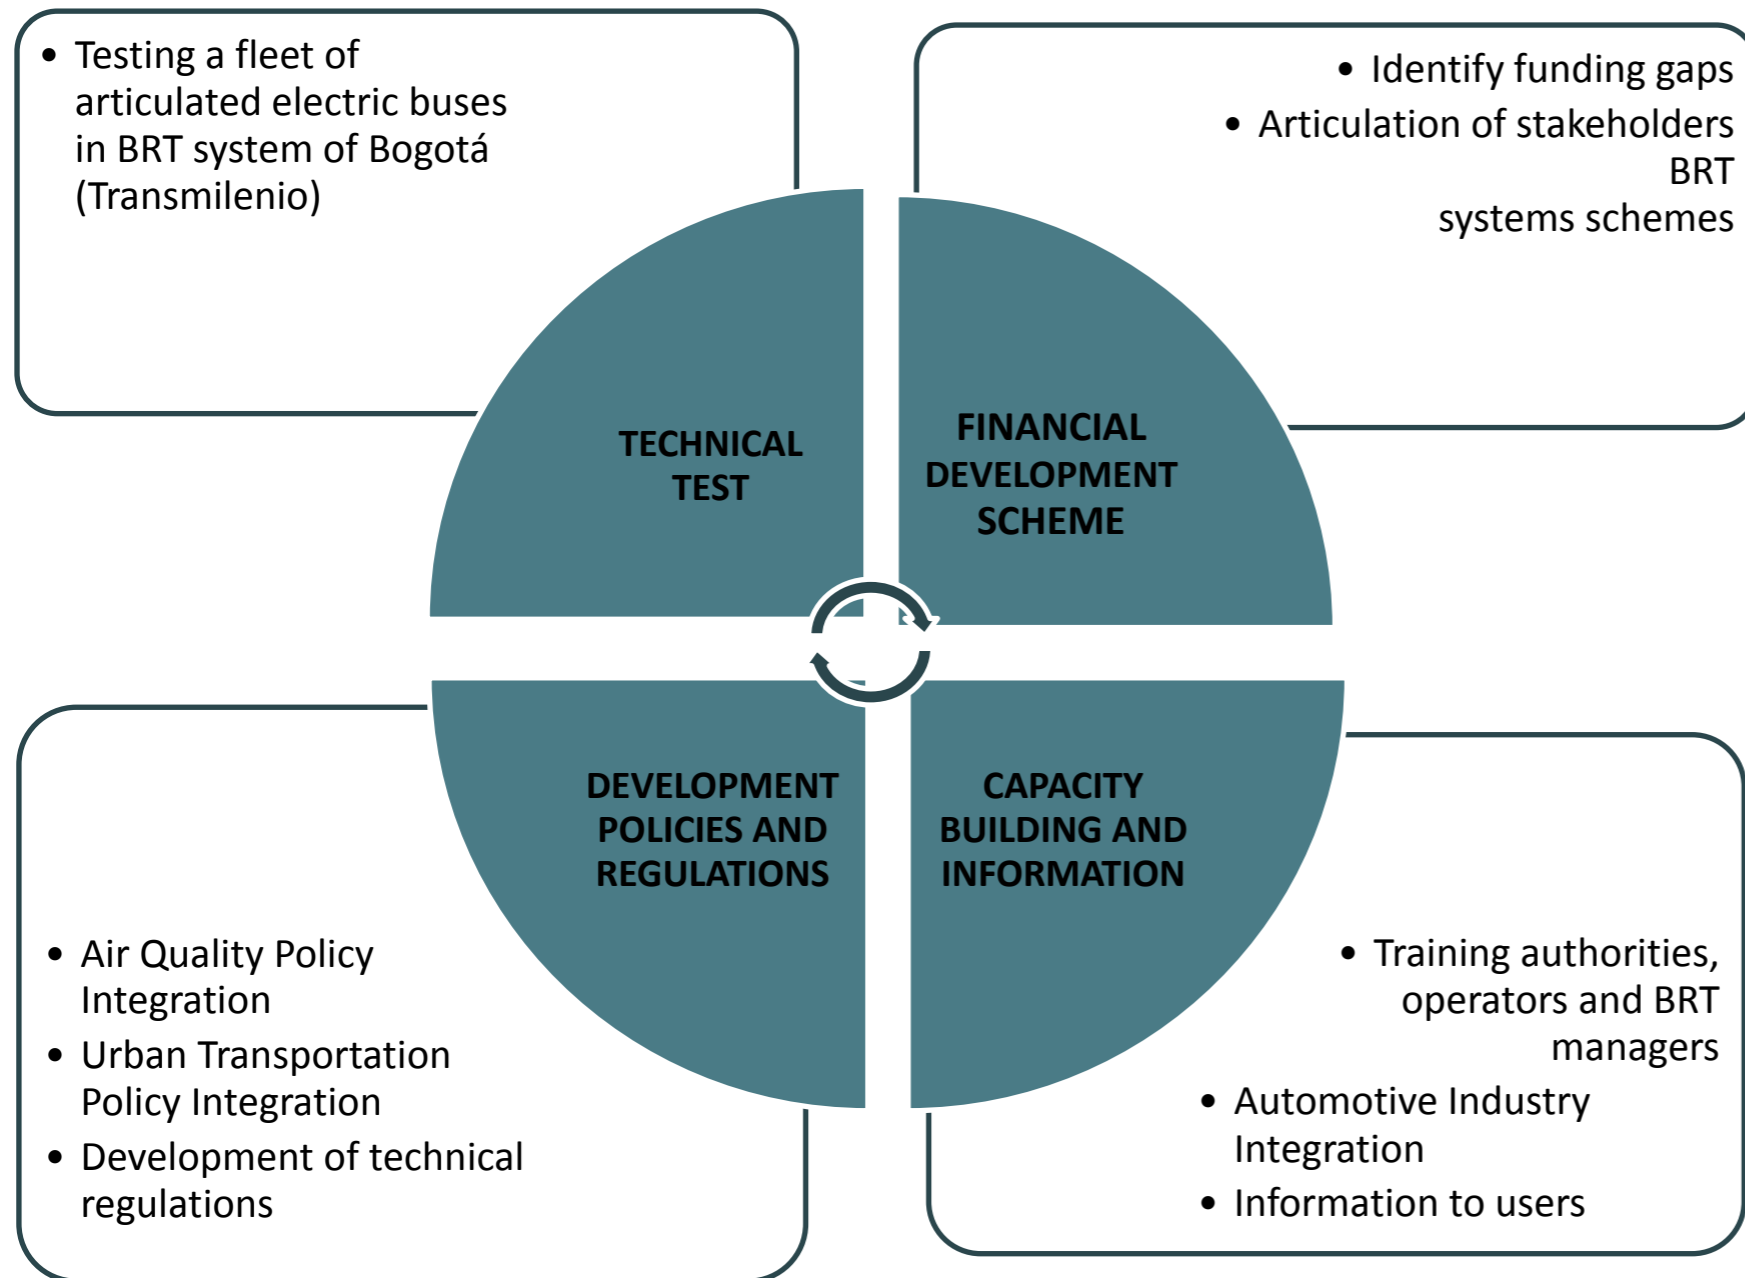 • Testing a fleet of
articulated electric buses
in BRT system of Bogotá
(Transmilenio)
• Identify funding gaps
• Articulation of stakeholders
BRT
systems schemes
TECHNICAL
TEST
FINANCIAL
DEVELOPMENT
SCHEME
DEVELOPMENT
POLICIES AND
REGULATIONS
CAPACITY
BUILDING AND
INFORMATION
• Air Quality Policy
Integration
• Urban Transportation
Policy Integration
• Development of technical
regulations
• Training authorities,
operators and BRT
managers
• Automotive Industry
Integration
• Information to users